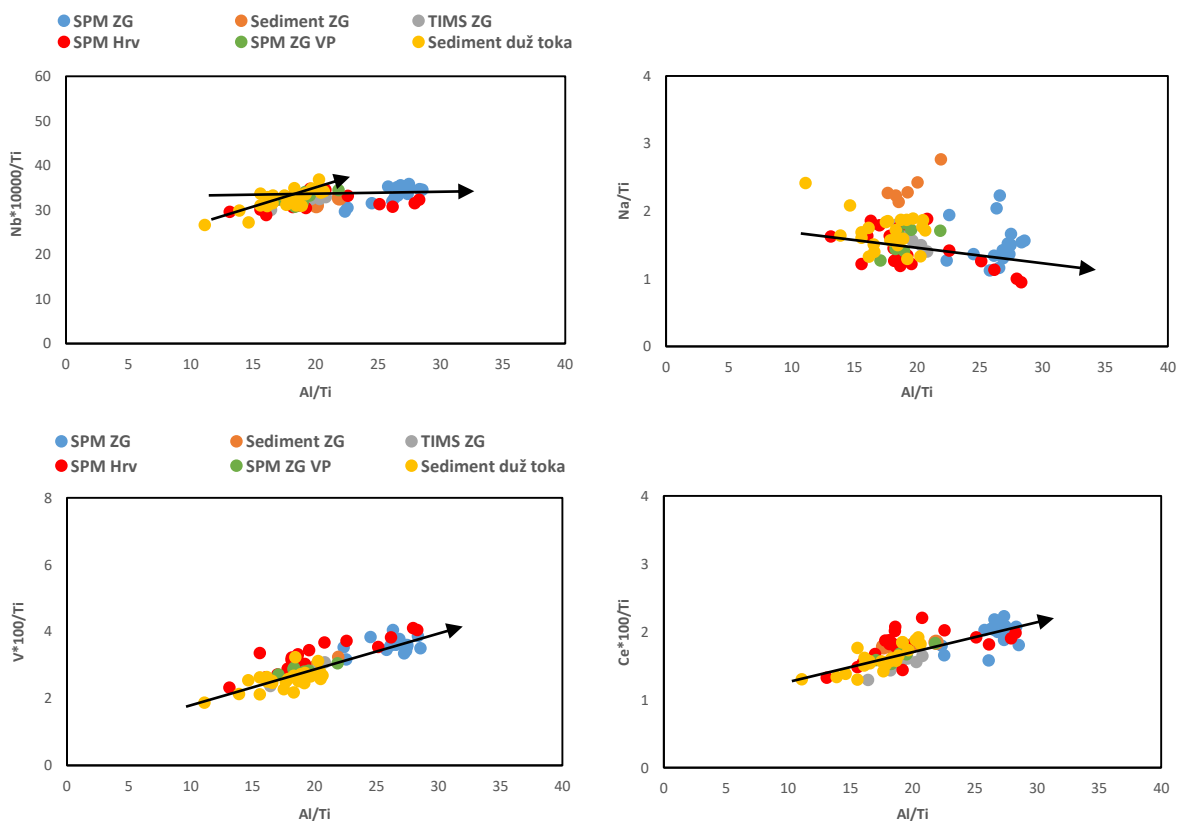 SPM ZG Sediment ZG TIMS ZG
SPM Hrv SPM ZG VP Sediment duž toka
Nb*10000/Ti
60
50
40
30
20
10
0
0 5 10 15 20 25 30 35 40
Al/Ti
Na/Ti
4
3
2
1
0
0 5 10 15 20 25 30 35 40
Al/Ti
SPM ZG Sediment ZG TIMS ZG
SPM Hrv SPM ZG VP Sediment duž toka
V*100/Ti
8
6
4
2
0
0 5 10 15 20 25 30 35 40
Al/Ti
Ce*100/Ti
4
3
2
1
0
0 5 10 15 20 25 30 35 40
Al/Ti